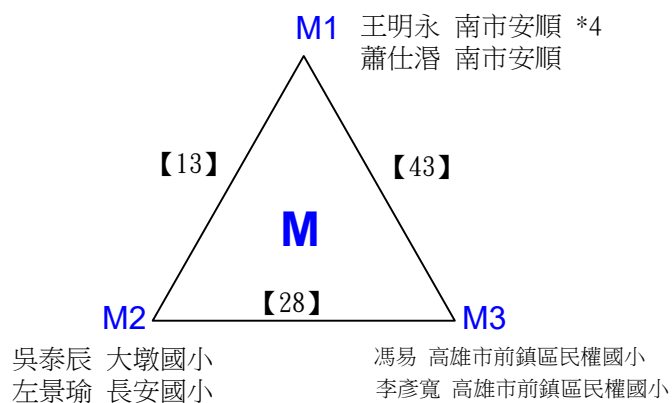 M1 王明永 南市安順 *4
蕭仕湣 南市安順
【13】 【43】
M
【28】
M2 M3
吳泰辰 大墩國小 馮易 高雄市前鎮區民權國小
左景瑜 長安國小 李彥寬 高雄市前鎮區民權國小